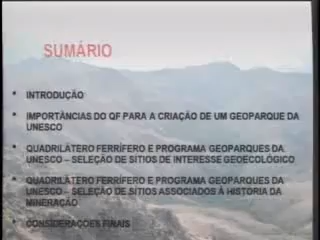 SUMÁRIO
• INTRODUÇÃO
• IMPORTÂNCIAS DO QF PARA A CRIAÇÃO DE UM GEOPARQUE DA
UNESCO
• QUADRILÁTERO FERRÍFERO E PROGRAMA GEOPARQUES DA
UNESCO – SELEÇÃO DE SÍTIOS DE INTERESSE GEOECOLÓGICO
• QUADRILÁTERO FERRÍFERO E PROGRAMA GEOPARQUES DA
UNESCO – SELEÇÃO DE SÍTIOS ASSOCIADOS À HISTÓRIA DA
MINERAÇÃO
• CONSIDERAÇÕES FINAIS